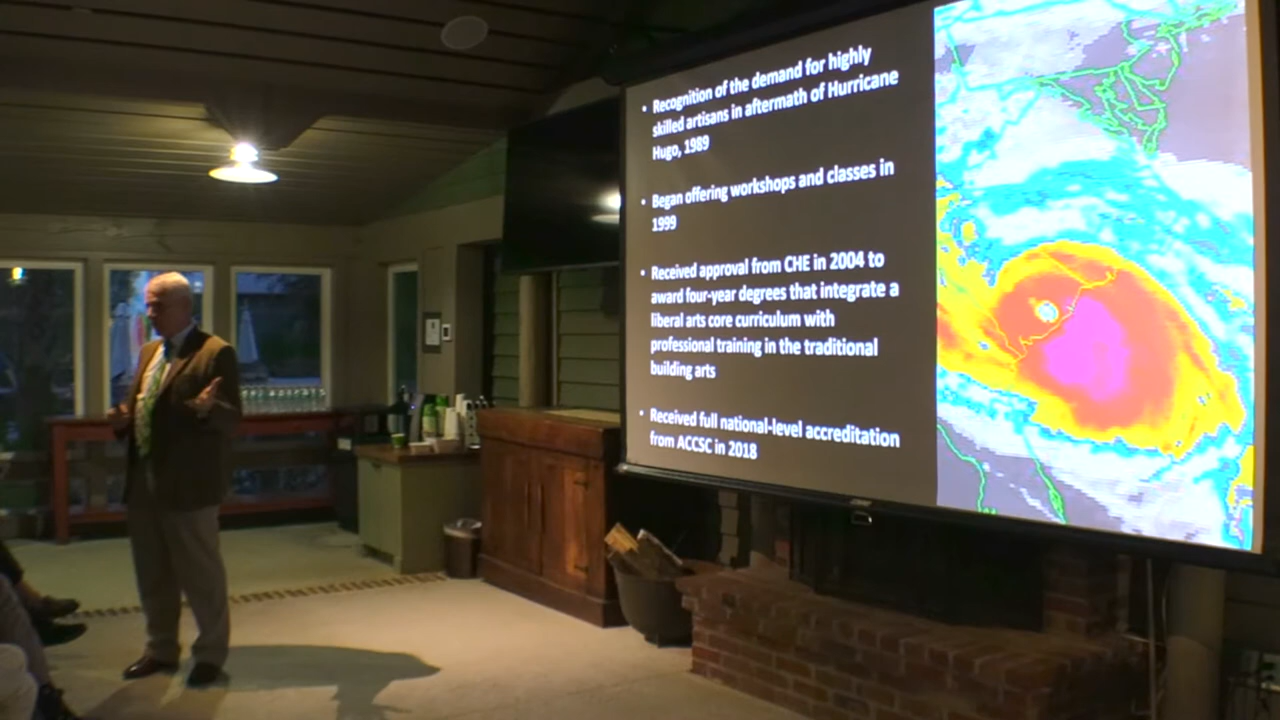 • Recognition of the demand for highly
skilled artisans in aftermath of Hurricane
Hugo, 1989
• Began offering workshops and classes in
1999
• Received approval from CHE in 2004 to
award four-year degrees that integrate a
liberal arts core curriculum with
professional training in the traditional
building arts
• Received full national-level accreditation
from ACCSC in 2018